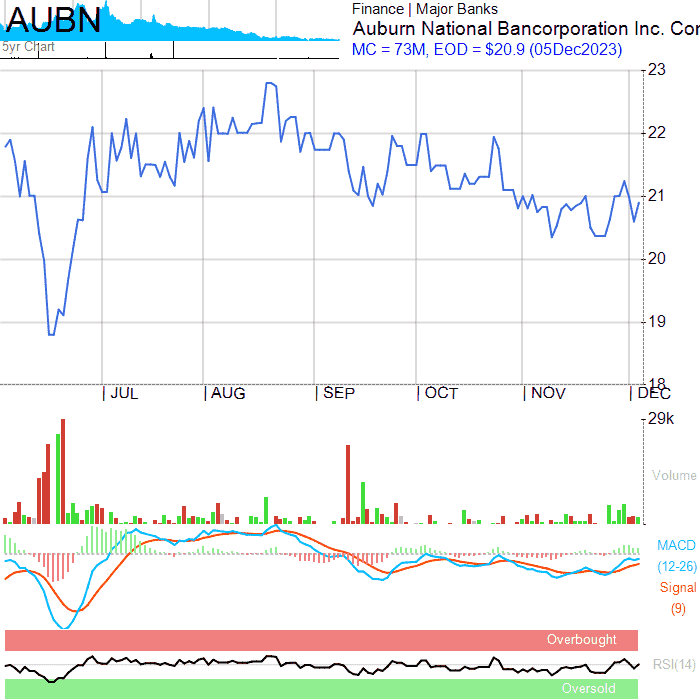 AUBN
5yr Chart
Finance | Major Banks
Auburn National Bancorporation Inc. Cor
MC = 73M, EOD = $20.9 (05Dec2023)
23
22
21
20
19
18
| JUL | AUG | SEP | OCT | NOV | DEC
29k
Volume
MACD
(12-26)
Signal
(9)
Overbought
RSI(14)
Oversold